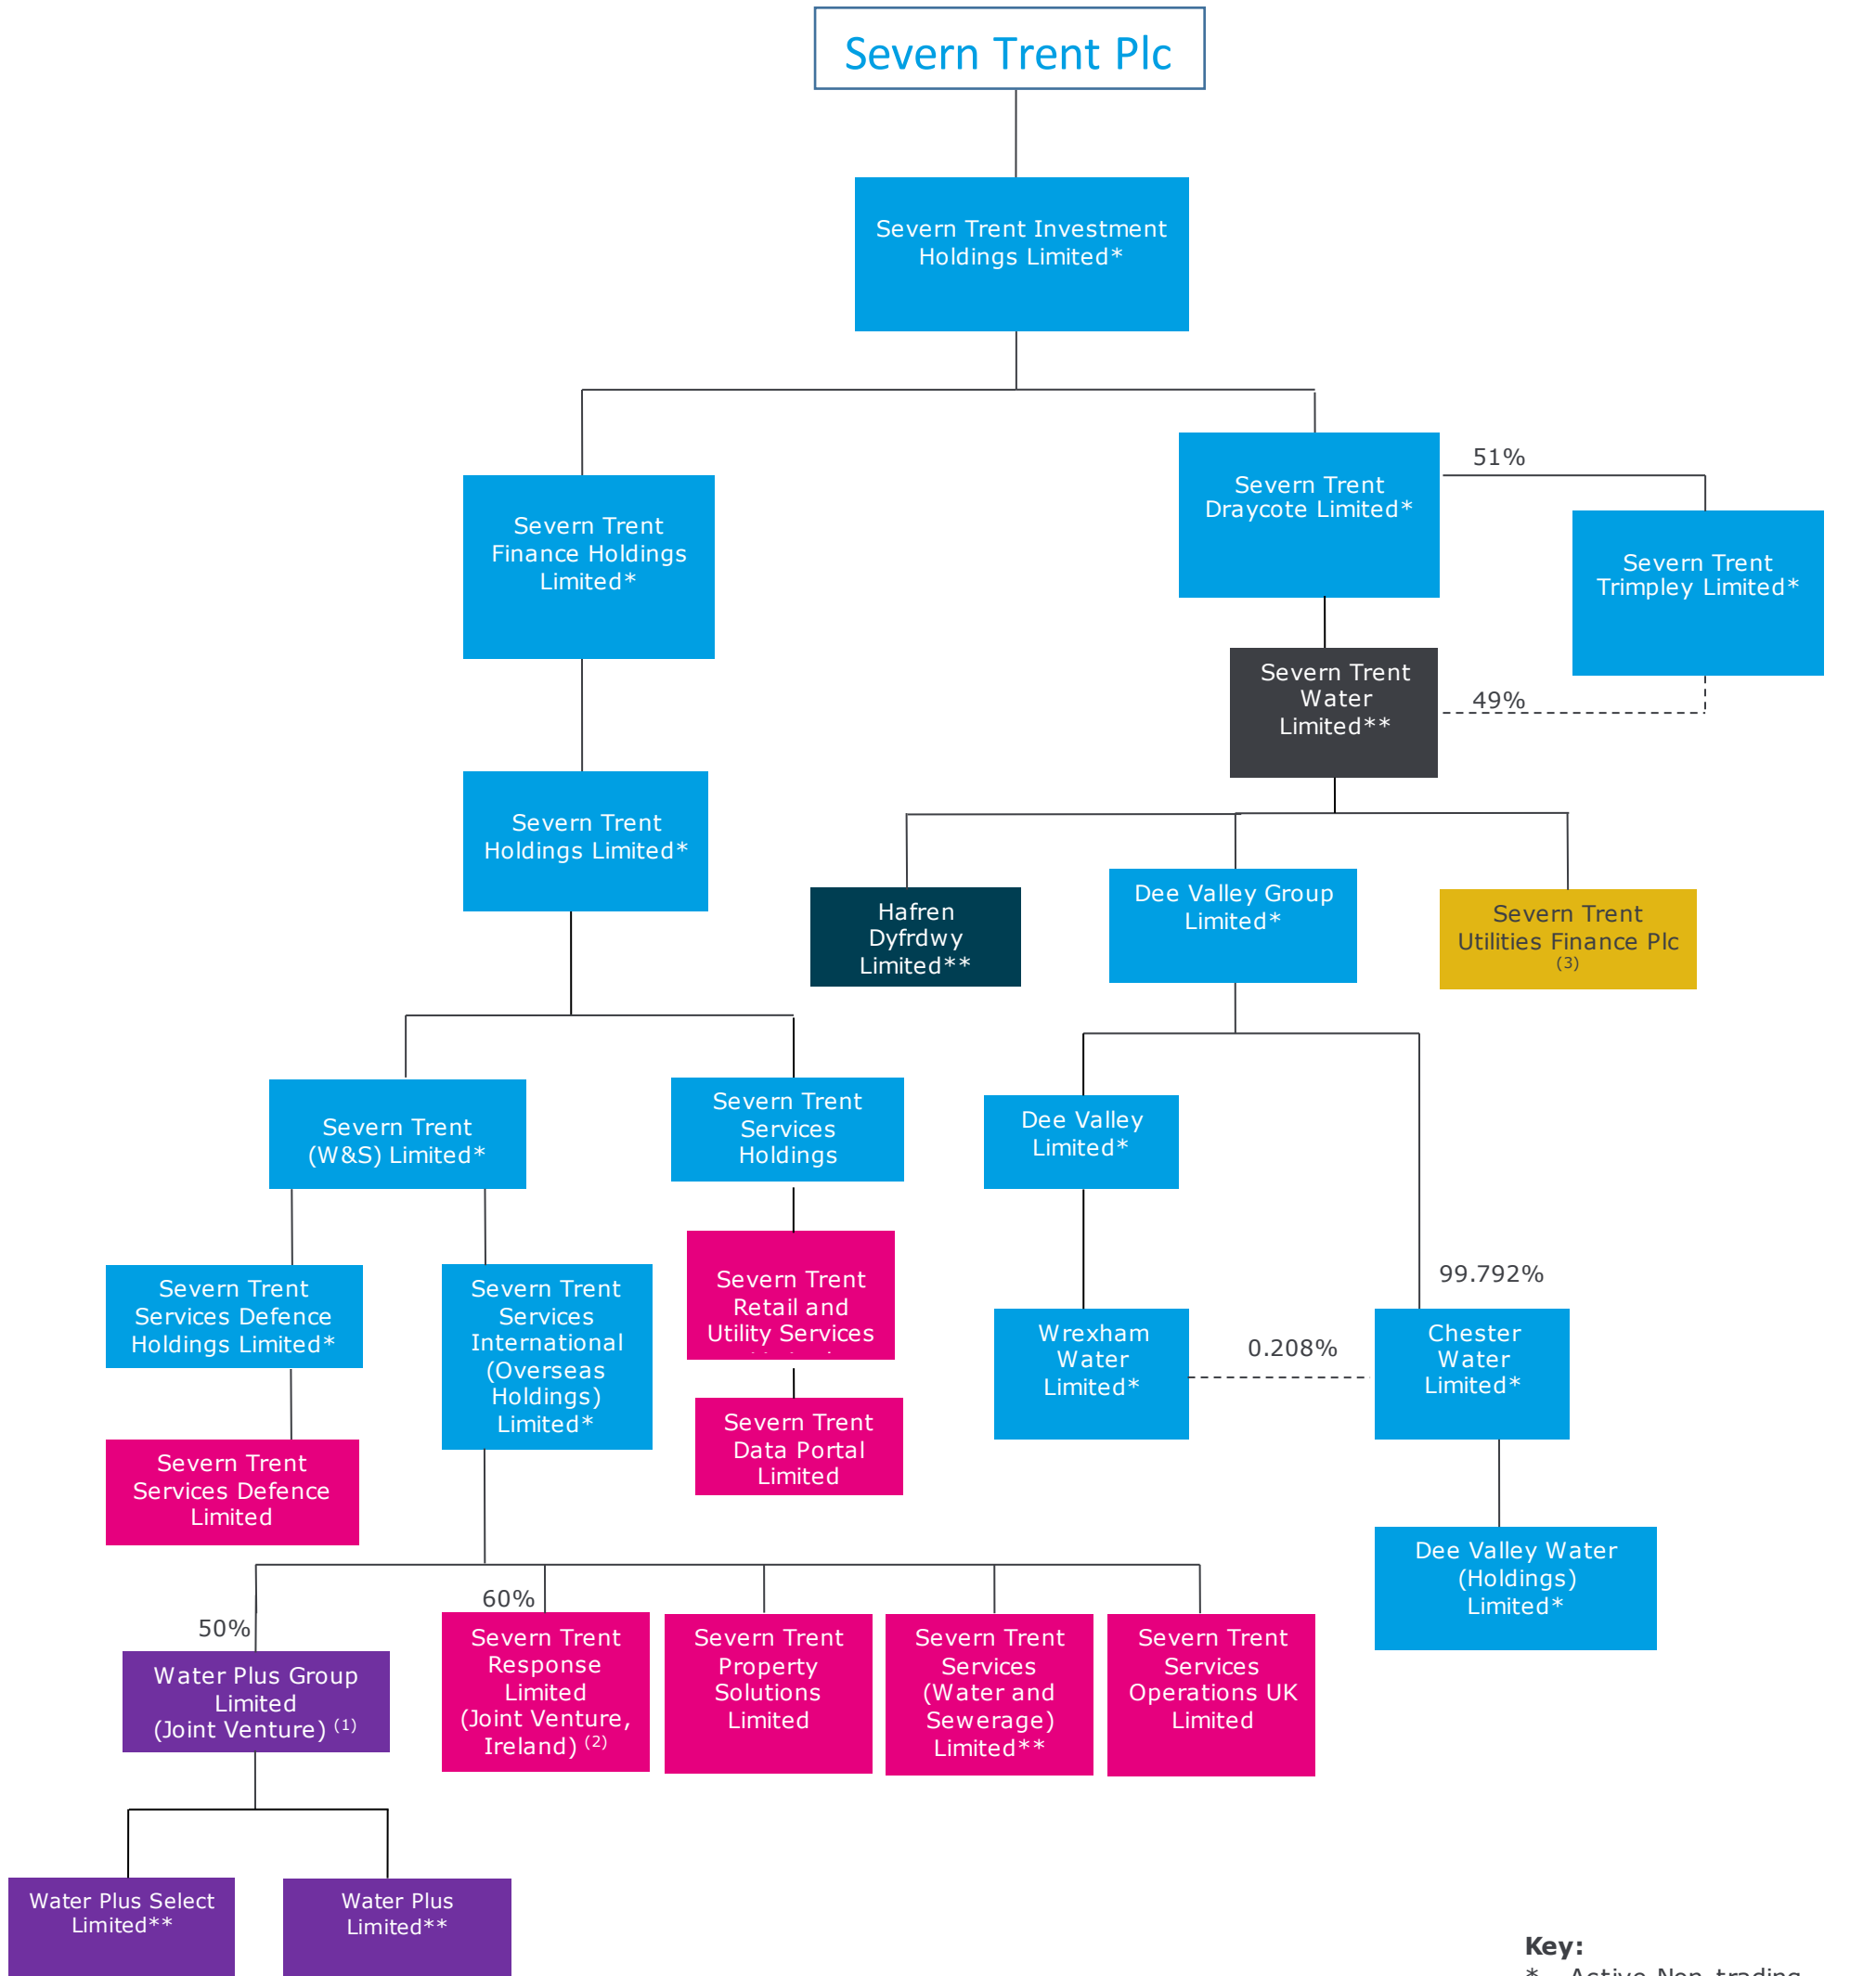 Severn Trent Plc
Severn Trent Investment
Holdings Limited*
51%
Severn Trent
Draycote Limited*
Severn Trent
Finance Holdings
Limited*
Severn Trent
Trimpley Limited*
Severn Trent
Water
Limited**
49%
Severn Trent
Holdings Limited*
Hafren
Dyfrdwy
Limited**
Dee Valley Group
Limited*
Severn Trent
Utilities Finance Plc
(3)
Severn Trent
(W&S) Limited*
Severn Trent
Services
Holdings
Dee Valley
Limited*
Severn Trent
Services Defence
Holdings Limited*
Severn Trent
Services
International
(Overseas
Holdings)
Limited*
Severn Trent
Retail and
Utility Services
99.792%
Wrexham
Water
Limited*
0.208%
Chester
Water
Limited*
Severn Trent
Data Portal
Limited
Severn Trent
Services Defence
Limited
Dee Valley Water
(Holdings)
Limited*
50%
60%
Water Plus Group
Limited
(Joint Venture) (1)
Severn Trent
Response
Limited
(Joint Venture,
Ireland) (2)
Severn Trent
Property
Solutions
Limited
Severn Trent
Services
(Water and
Sewerage)
Limited**
Severn Trent
Services
Operations UK
Limited
Water Plus Select
Limited**
Water Plus
Limited**
Key:
* Active Non-trading